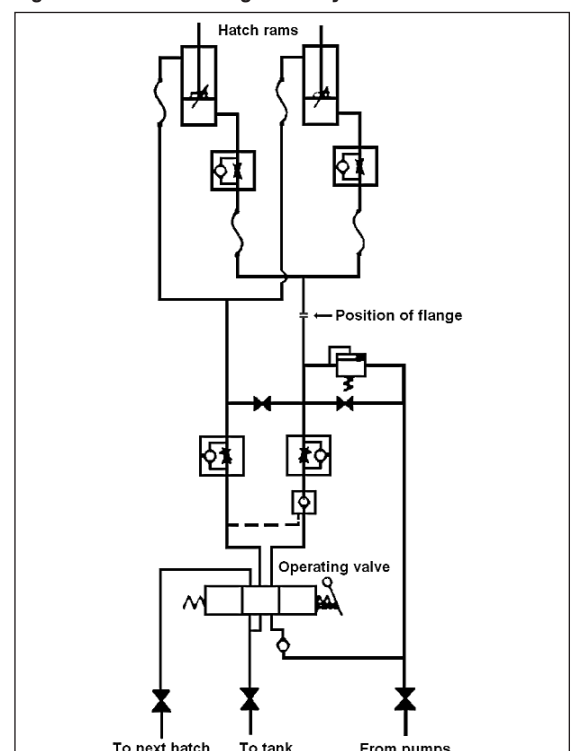 Hatch rams
Position of flange
Operating valve
To next hatch
To tank
From pumps